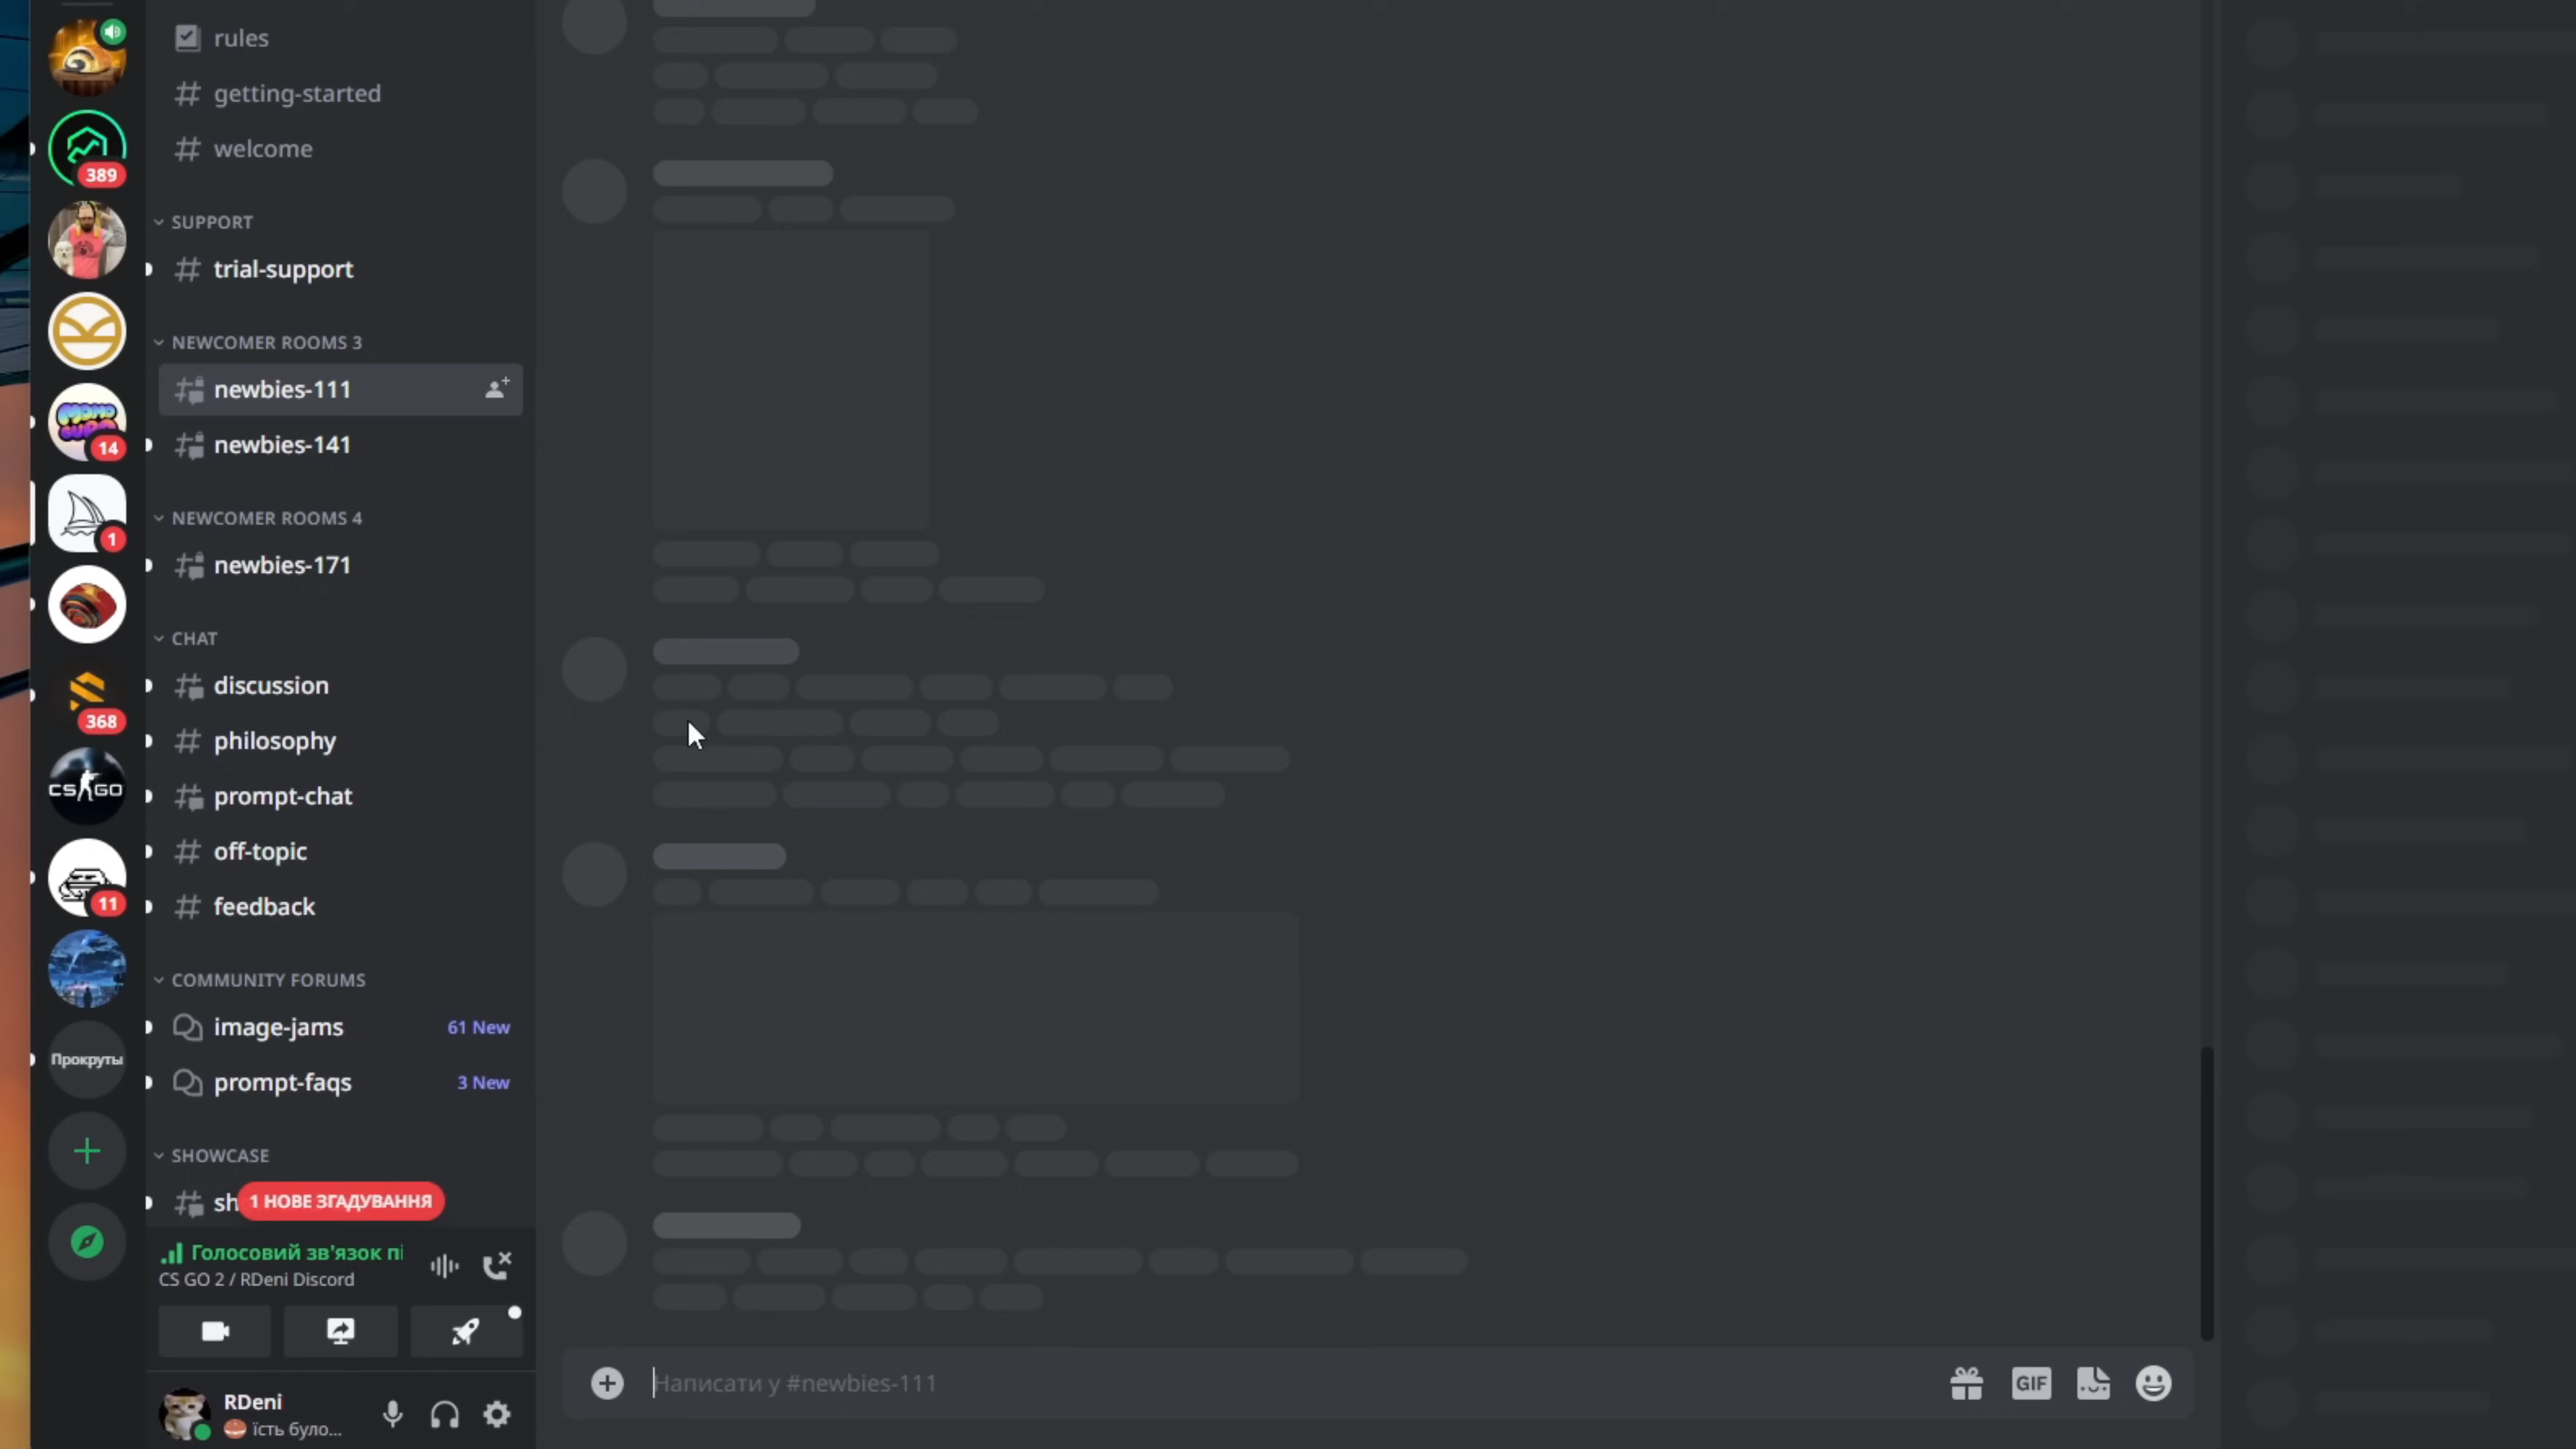 rules
getting-started
welcome
SUPPORT
trial-support
NEWCOMER ROOMS 3
newbies-111
newbies-141
NEWCOMER ROOMS 4
newbies-171
CHAT
discussion
philosophy
prompt-chat
off-topic
feedback
COMMUNITY FORUMS
image-jams 61 New
prompt-faqs 3 New
SHOWCASE
sh
1 НОВЕ ЗГАДУВАННЯ
Голосовий зв'язок пі
CS GO 2 / RDeni Discord
RDeni
їсть було...
389
14
1
368
CS GO
11
Прокруты
Написати у #newbies-111
GIF